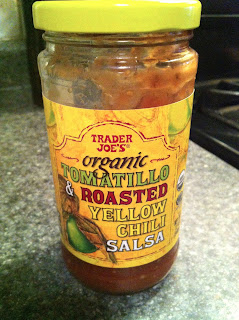 TRADER
JOE'S
organic
TOMATILLO
& ROASTED
YELLOW
CHILI
SALSA